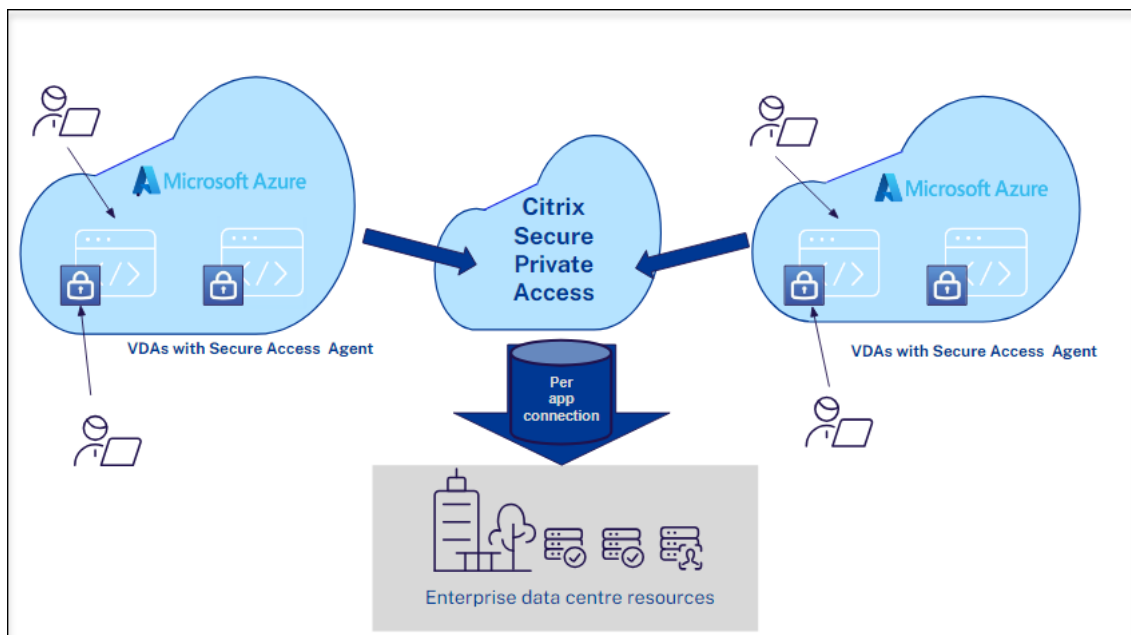 Microsoft Azure
VDAs with Secure Access Agent
Citrix
Secure
Private
Access
Microsoft Azure
VDAs with Secure Access Agent
Per
app
connection
Enterprise data centre resources